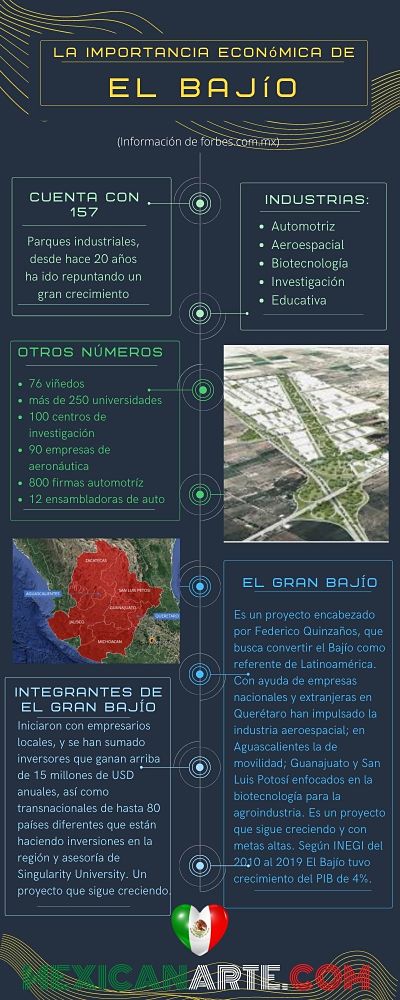 LA IMPORTANCIA ECONóMICA DE
EL BAJíO
(Información de forbes.com.mx)
CUENTA CON
157
Parques industriales,
desde hace 20 años
ha ido repuntando un
gran crecimiento
INDUSTRIAS:
• Automotriz
• Aeroespacial
• Biotecnología
• Investigación
• Educativa
OTROS NÚMEROS
• 76 viñedos
• más de 250 universidades
• 100 centros de
investigación
• 90 empresas de
aeronáutica
• 800 firmas automotríz
• 12 ensambladoras de auto
ZACATECAS
AGUASCALIENTES
SAN LUIS POTOSI
GUANAJUATO
QUERETARO
JALISCO
MICHOACAN
EL GRAN BAJÍO
Es un proyecto encabezado
por Federico Quinzaños, que
busca convertir el Bajío como
referente de Latinoamérica.
Con ayuda de empresas
nacionales y extranjeras en
Querétaro han impulsado la
industria aeroespacial; en
Aguascalientes la de
movilidad; Guanajuato y San
Luis Potosí enfocados en la
biotecnología para la
agroindustria. Es un proyecto
que sigue creciendo y con
metas altas. Según INEGI del
2010 al 2019 El Bajío tuvo
crecimiento del PIB de 4%.
INTEGRANTES DE
EL GRAN BAJÍO
Iniciaron con empresarios
locales, y se han sumado
inversores que ganan arriba
de 15 millones de USD
anuales, así como
transnacionales de hasta 80
países diferentes que están
haciendo inversiones en la
región y asesoría de
Singularity University. Un
proyecto que sigue creciendo.
MEXICANARTE.COM